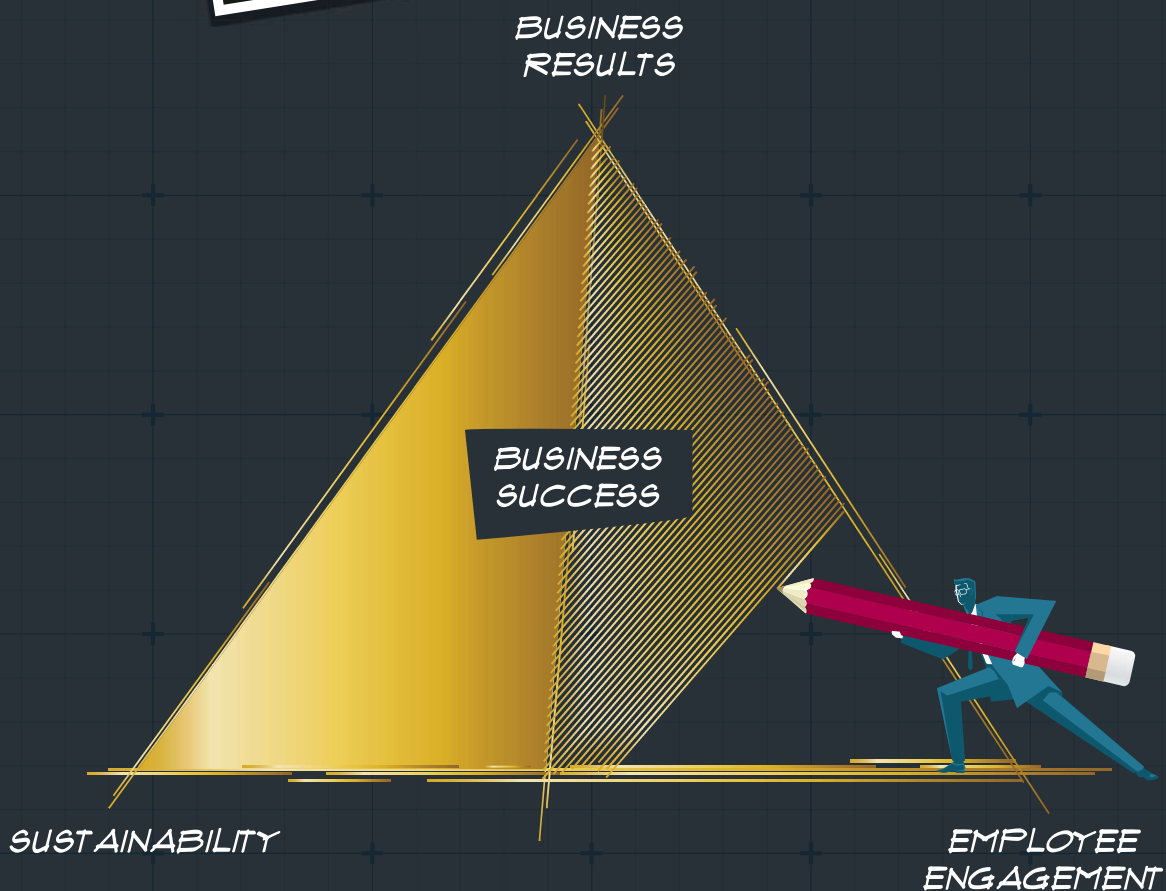 BUSINESS
RESULTS
BUSINESS
SUCCESS
SUSTAINABILITY
EMPLOYEE
ENGAGEMENT